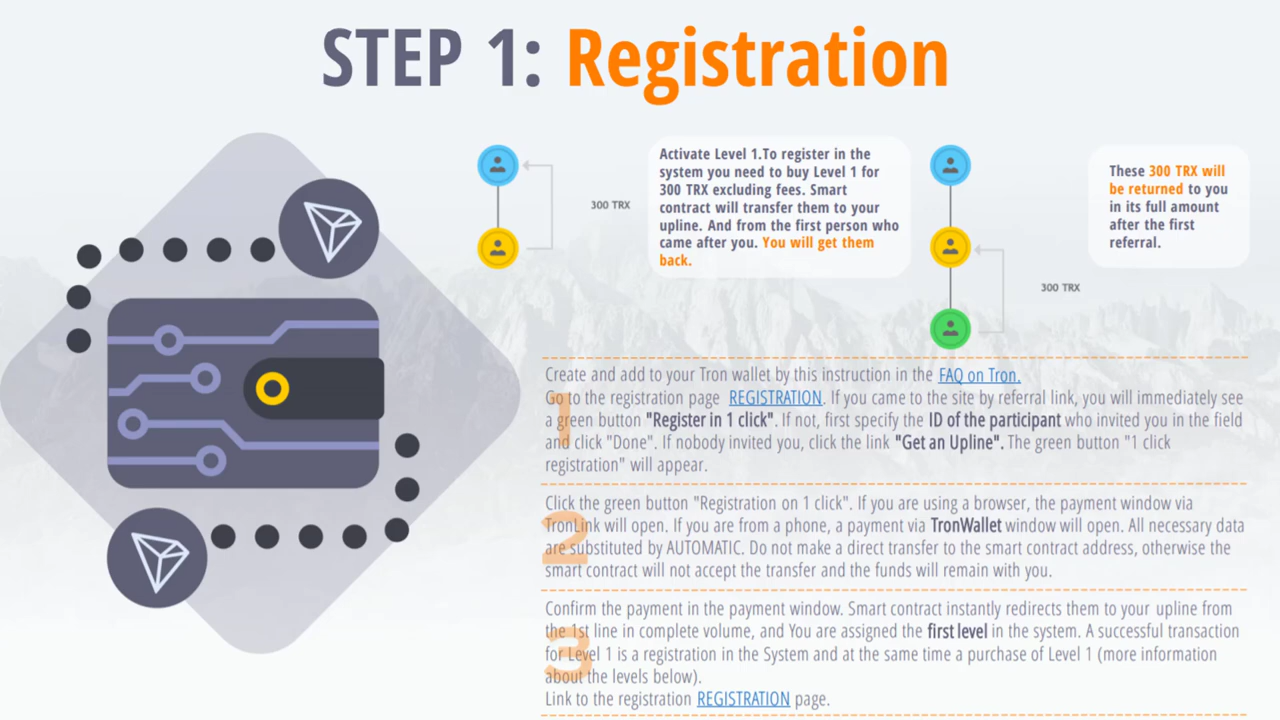 STEP 1: Registration
300 TRX
Activate Level 1.To register in the
system you need to buy Level 1 for
300 TRX excluding fees. Smart
contract will transfer them to your
upline. And from the first person who
came after you. You will get them
back.
300 TRX
These 300 TRX will
be returned to you
in its full amount
after the first
referral.
1
Create and add to your Tron wallet by this instruction in the FAQ on Tron.
Go to the registration page REGISTRATION. If you came to the site by referral link, you will immediately see
a green button "Register in 1 click". If not, first specify the ID of the participant who invited you in the field
and click "Done". If nobody invited you, click the link "Get an Upline". The green button "1 click
registration" will appear.
2
Click the green button "Registration on 1 click". If you are using a browser, the payment window via
TronLink will open. If you are from a phone, a payment via TronWallet window will open. All necessary data
are substituted by AUTOMATIC. Do not make a direct transfer to the smart contract address, otherwise the
smart contract will not accept the transfer and the funds will remain with you.
3
Confirm the payment in the payment window. Smart contract instantly redirects them to your upline from
the 1st line in complete volume, and You are assigned the first level in the system. A successful transaction
for Level 1 is a registration in the System and at the same time a purchase of Level 1 (more information
about the levels below).
Link to the registration REGISTRATION page.